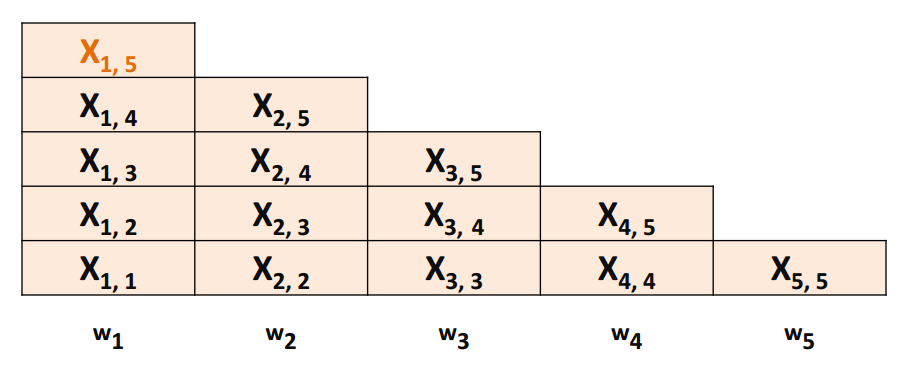 X1, 5
X1, 4 X2, 5
X1, 3 X2, 4 X3, 5
X1, 2 X2, 3 X3, 4 X4, 5
X1, 1 X2, 2 X3, 3 X4, 4 X5, 5
w1 w2 w3 w4 w5